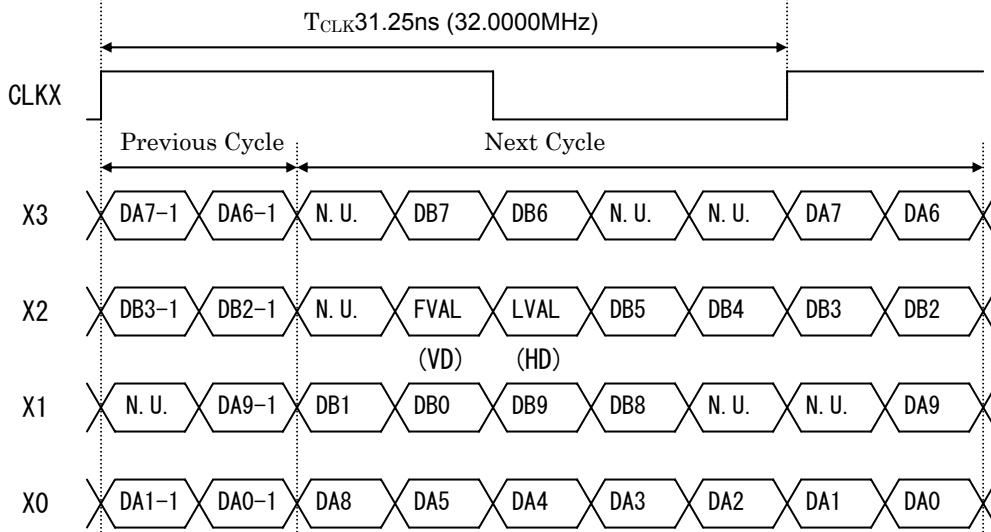 TCLK31.25ns (32.0000MHz)
CLKX
Previous Cycle Next Cycle
X3 DA7-1 DA6-1 N.U. DB7 DB6 N.U. N.U. DA7 DA6
X2 DB3-1 DB2-1 N.U. FVAL LVAL DB5 DB4 DB3 DB2
(VD) (HD)
X1 N.U. DA9-1 DB1 DB0 DB9 DB8 N.U. N.U. DA9
X0 DA1-1 DA0-1 DA8 DA5 DA4 DA3 DA2 DA1 DA0